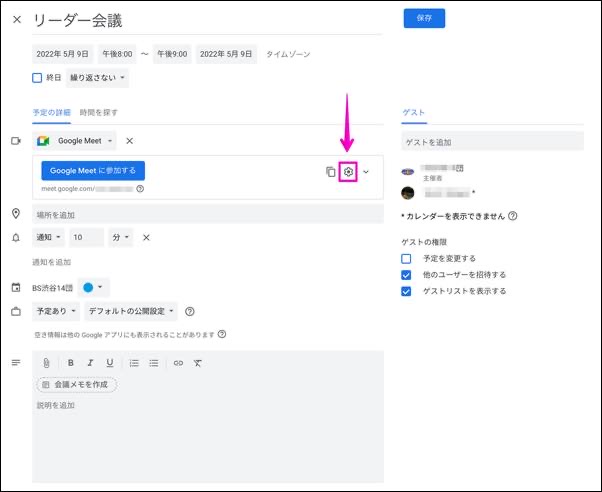 リーダー会議
保存
2022年 5月 9日 午後8:00 ～ 午後9:00 2022年 5月 9日 タイムゾーン
終日 繰り返さない
予定の詳細 時間を探す
Google Meet
Google Meet に参加する
meet.google.com/
場所を追加
通知 10 分
通知を追加
BS渋谷14団
予定あり デフォルトの公開設定
空き情報は他の Google アプリにも表示されることがあります
B I U
会議メモを作成
説明を追加
ゲスト
ゲストを追加
主催者
*
* カレンダーを表示できません
ゲストの権限
予定を変更する
他のユーザーを招待する
ゲストリストを表示する